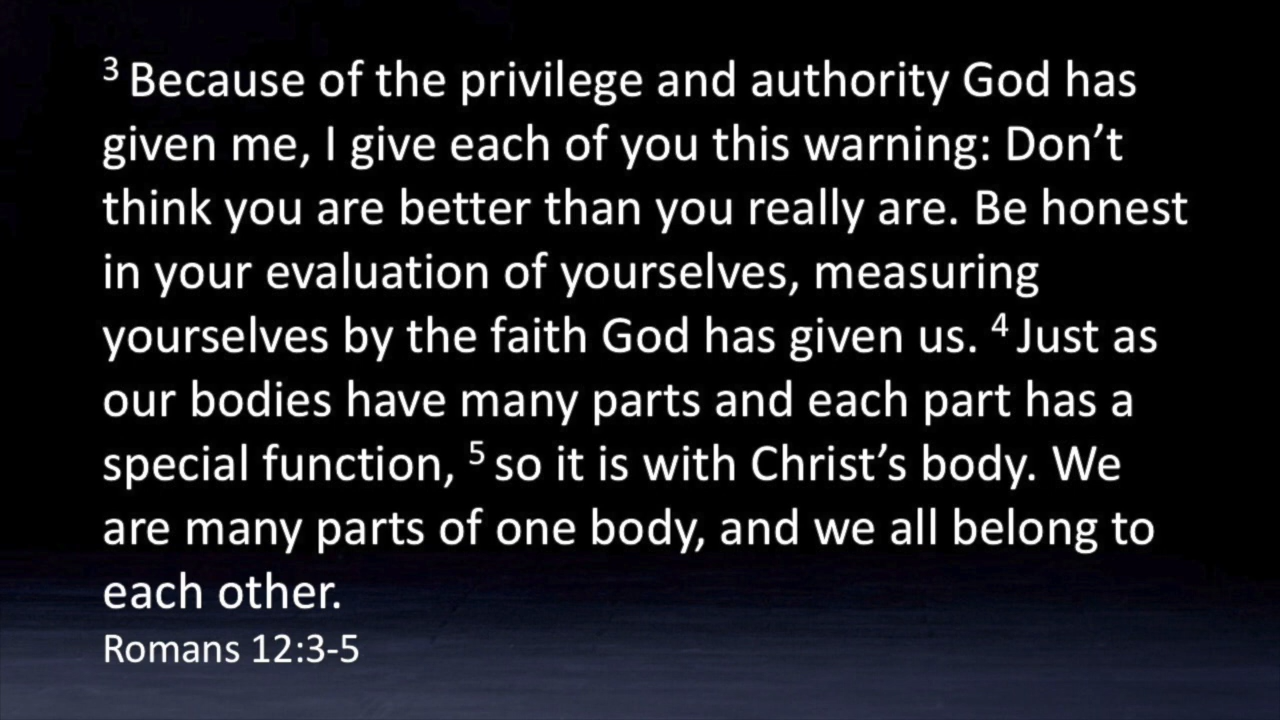 ³ Because of the privilege and authority God has
given me, I give each of you this warning: Don’t
think you are better than you really are. Be honest
in your evaluation of yourselves, measuring
yourselves by the faith God has given us. ⁴ Just as
our bodies have many parts and each part has a
special function, ⁵ so it is with Christ’s body. We
are many parts of one body, and we all belong to
each other.
Romans 12:3-5